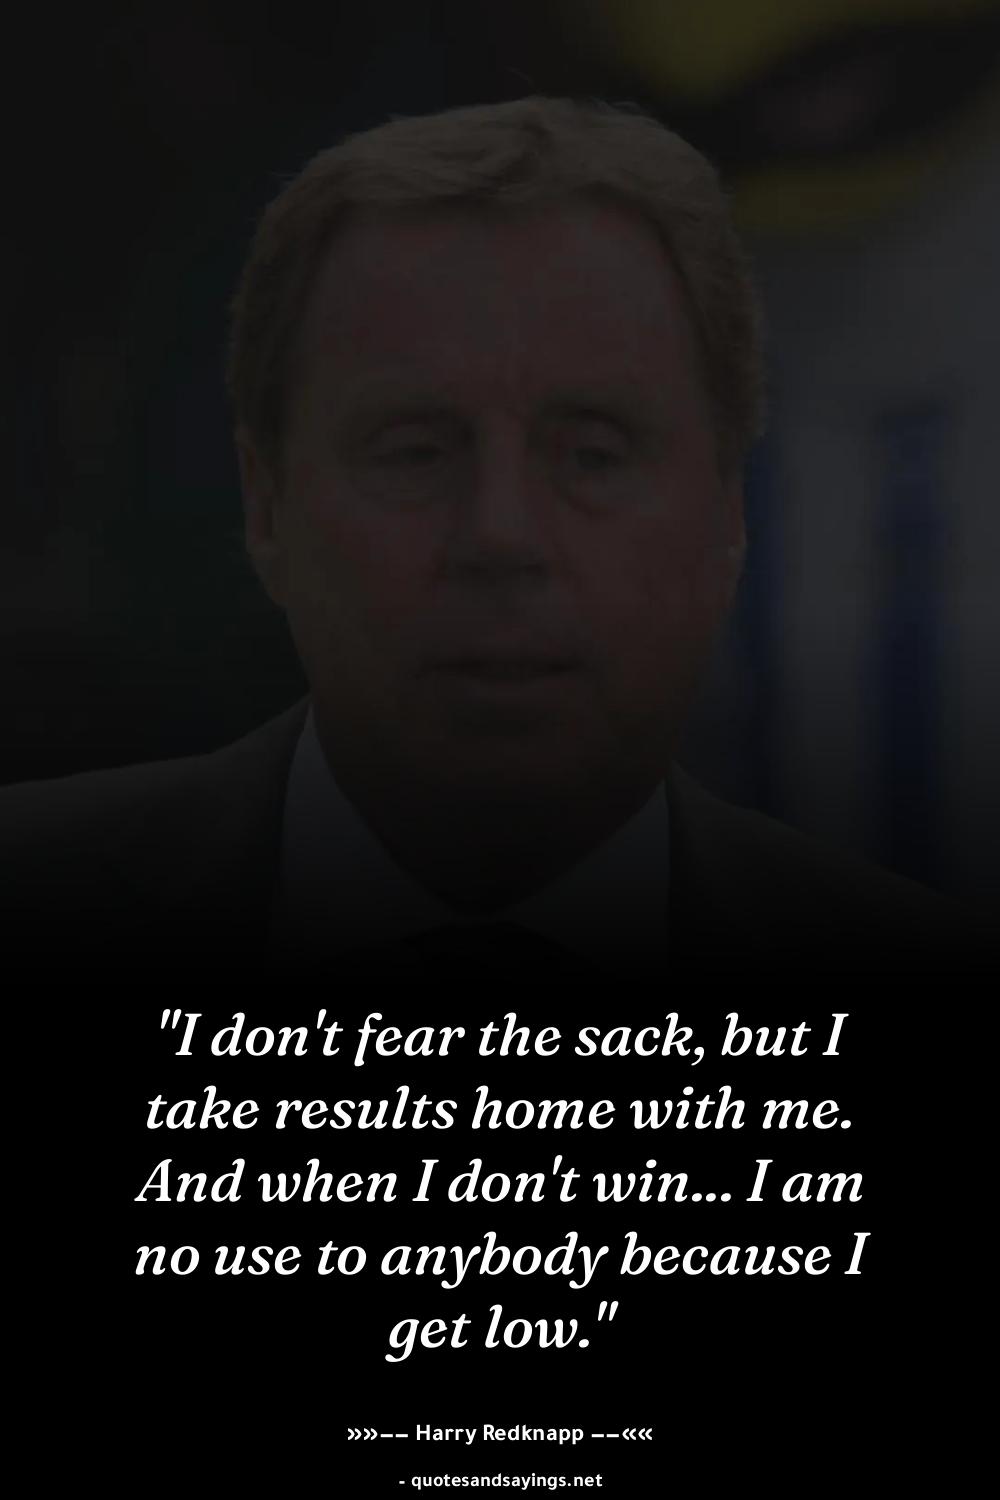 "I don't fear the sack, but I
take results home with me.
And when I don't win... I am
no use to anybody because I
get low."
»»−− Harry Redknapp −−««
- quotesandsayings.net